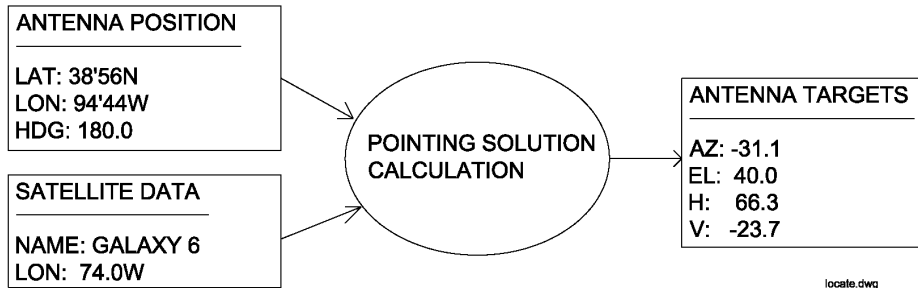 ANTENNA POSITION
LAT: 38'56N
LON: 94'44W
HDG: 180.0
SATELLITE DATA
NAME: GALAXY 6
LON: 74.0W
POINTING SOLUTION
CALCULATION
ANTENNA TARGETS
AZ: -31.1
EL: 40.0
H: 66.3
V: -23.7
locate.dwg